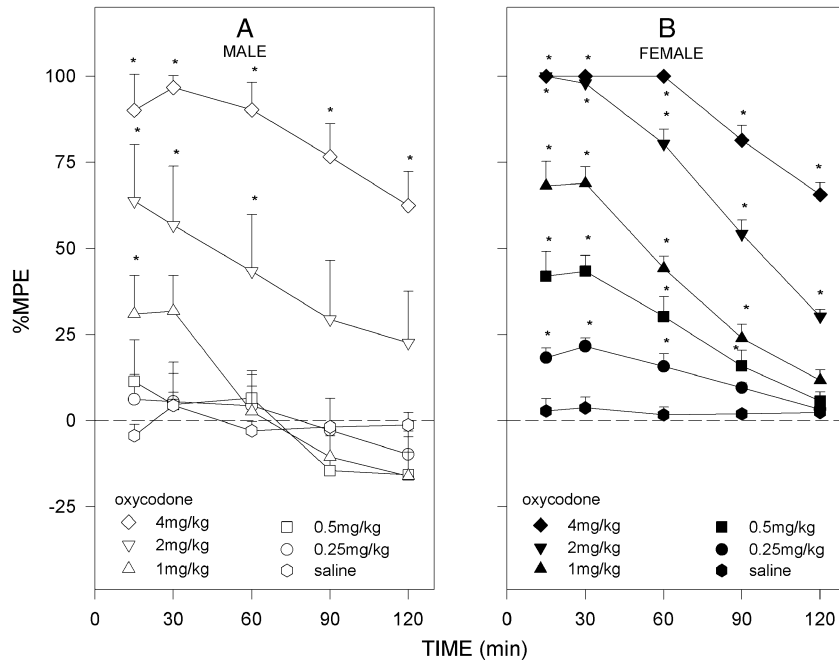 A
MALE
B
FEMALE
%MPE
100
75
50
25
0
-25
oxycodone
4mg/kg
2mg/kg
1mg/kg
0.5mg/kg
0.25mg/kg
saline
oxycodone
4mg/kg
2mg/kg
1mg/kg
0.5mg/kg
0.25mg/kg
saline
0 30 60 90 120
0 30 60 90 120
TIME (min)